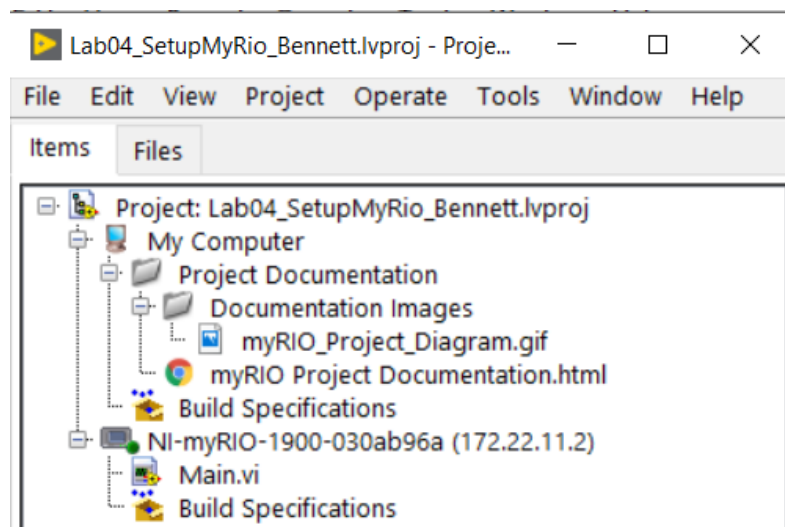 Lab04_SetupMyRio_Bennett.lvproj - Proje...
File Edit View Project Operate Tools Window Help
Items Files
Project: Lab04_SetupMyRio_Bennett.lvproj
My Computer
Project Documentation
Documentation Images
myRIO_Project_Diagram.gif
myRIO Project Documentation.html
Build Specifications
NI-myRIO-1900-030ab96a (172.22.11.2)
Main.vi
Build Specifications